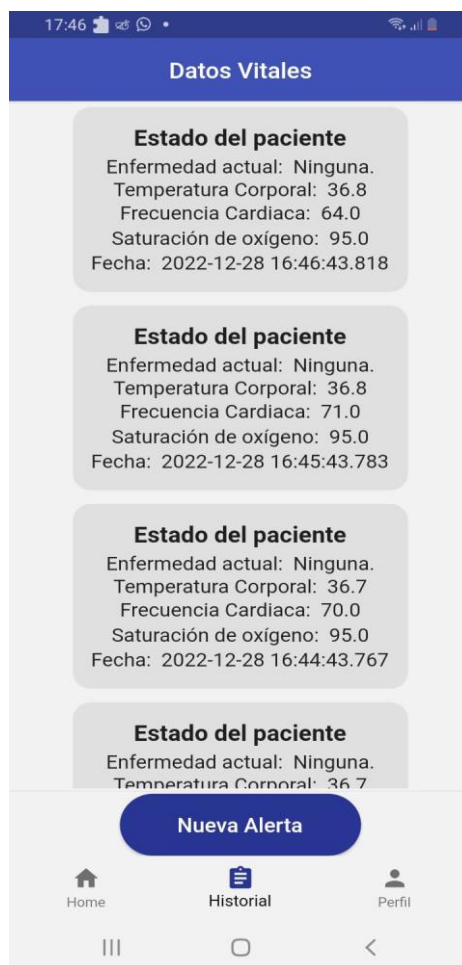 17:46
Datos Vitales
Estado del paciente
Enfermedad actual: Ninguna.
Temperatura Corporal: 36.8
Frecuencia Cardiaca: 64.0
Saturación de oxígeno: 95.0
Fecha: 2022-12-28 16:46:43.818
Estado del paciente
Enfermedad actual: Ninguna.
Temperatura Corporal: 36.8
Frecuencia Cardiaca: 71.0
Saturación de oxígeno: 95.0
Fecha: 2022-12-28 16:45:43.783
Estado del paciente
Enfermedad actual: Ninguna.
Temperatura Corporal: 36.7
Frecuencia Cardiaca: 70.0
Saturación de oxígeno: 95.0
Fecha: 2022-12-28 16:44:43.767
Estado del paciente
Enfermedad actual: Ninguna.
Temperatura Corporal: 36.7
Nueva Alerta
Home Historial Perfil